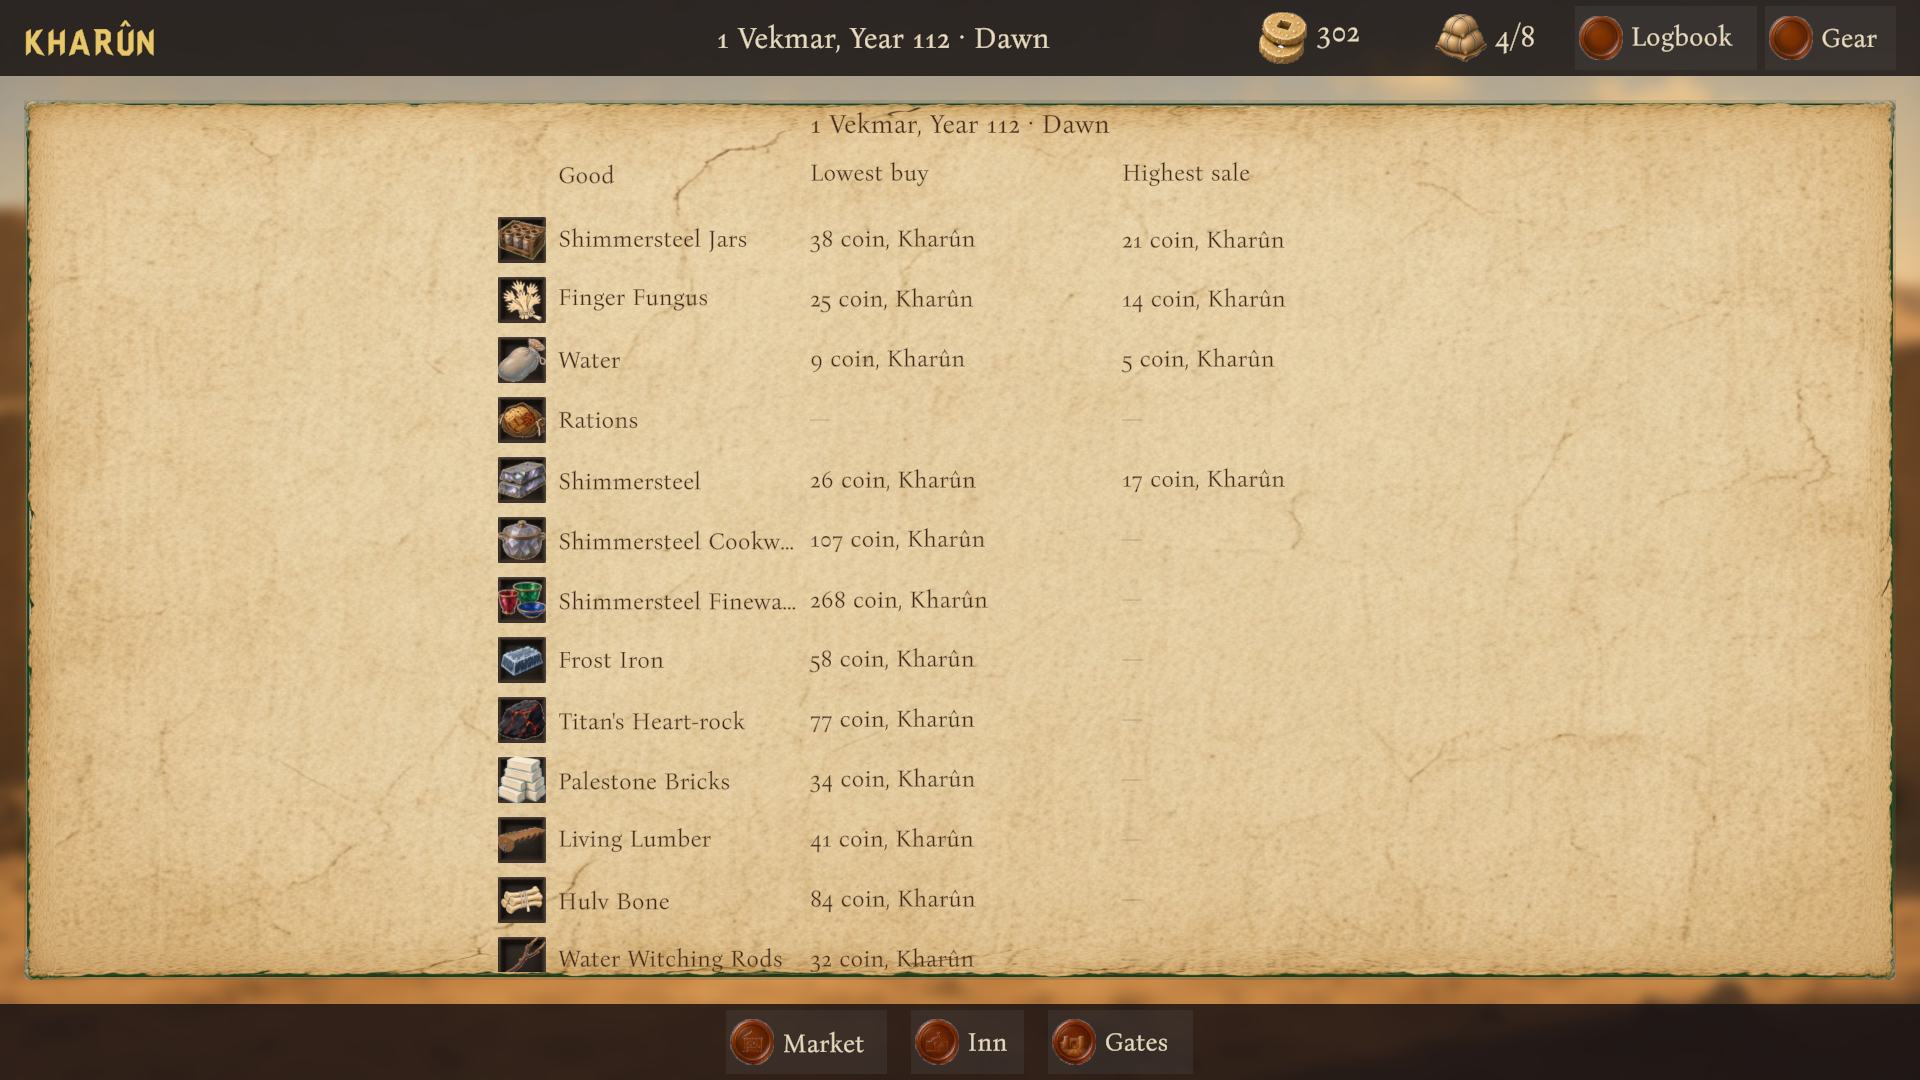 KHARÛN
1 Vekmar, Year 112 · Dawn
302
4/8
Logbook
Gear
1 Vekmar, Year 112 · Dawn
Good Lowest buy Highest sale
Shimmersteel Jars 38 coin, Kharûn 21 coin, Kharûn
Finger Fungus 25 coin, Kharûn 14 coin, Kharûn
Water 9 coin, Kharûn 5 coin, Kharûn
Rations — —
Shimmersteel 26 coin, Kharûn 17 coin, Kharûn
Shimmersteel Cookw... 107 coin, Kharûn —
Shimmersteel Finewa... 268 coin, Kharûn —
Frost Iron 58 coin, Kharûn —
Titan's Heart-rock 77 coin, Kharûn —
Palestone Bricks 34 coin, Kharûn —
Living Lumber 41 coin, Kharûn —
Hulv Bone 84 coin, Kharûn —
Water Witching Rods 32 coin, Kharûn —
Market
Inn
Gates